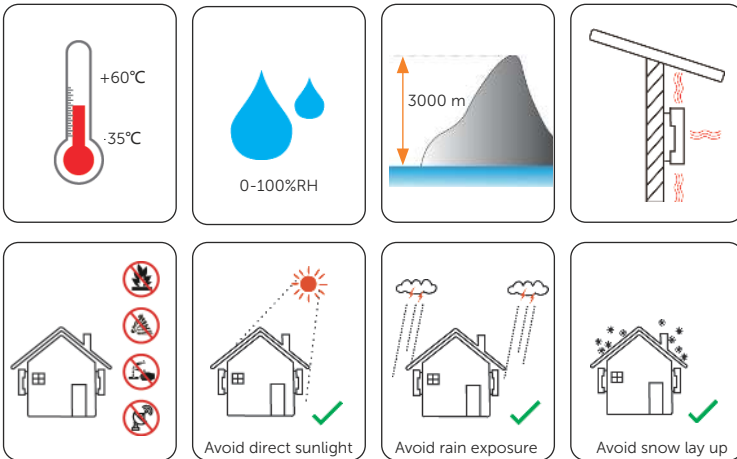 +60℃
-35℃
0-100%RH
3000 m
Avoid direct sunlight
Avoid rain exposure
Avoid snow lay up